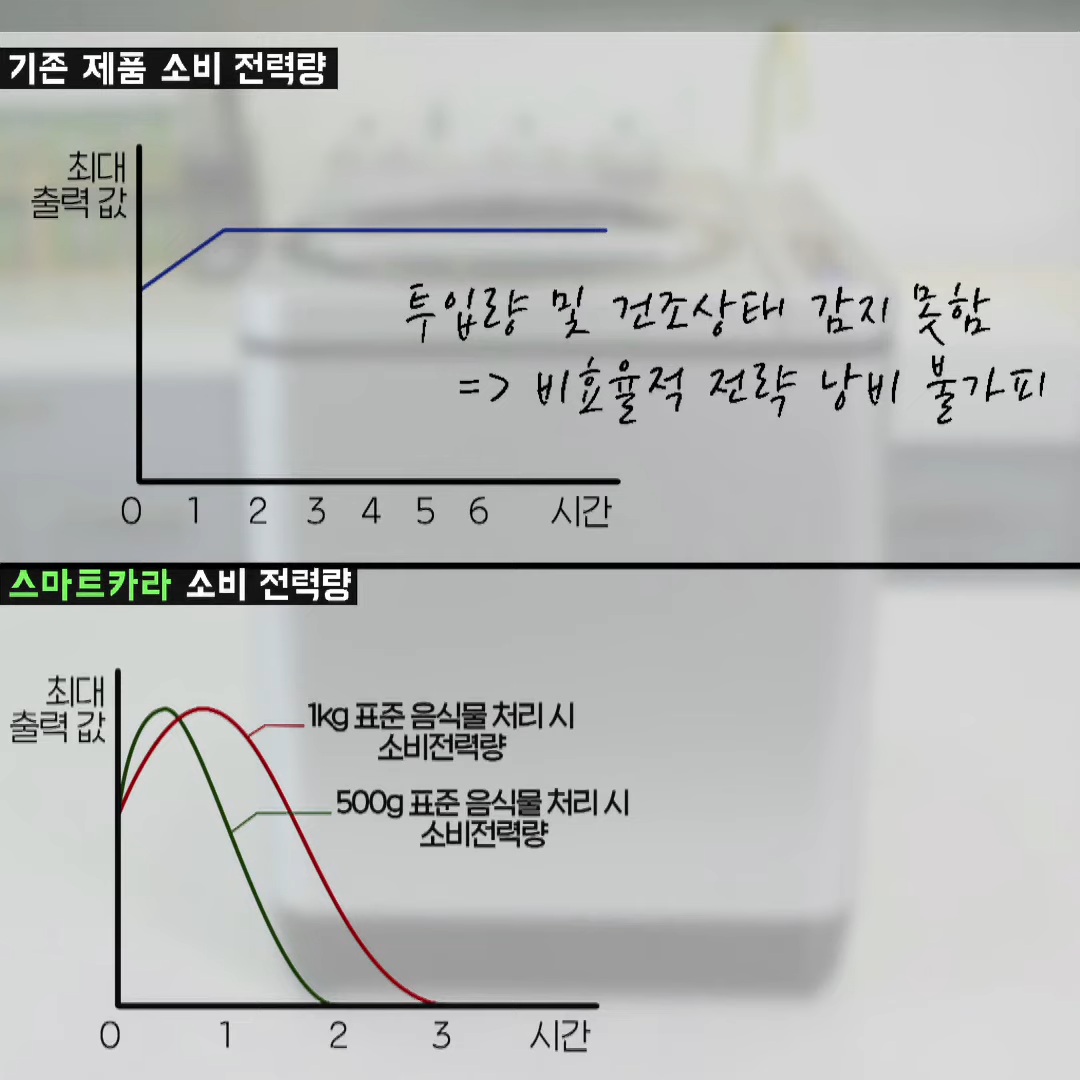 기존 제품 소비 전력량
최대
출력 값
투입량 및 건조상태 감지 못함
=> 비효율적 전략 낭비 불가피
0 1 2 3 4 5 6 시간
스마트카라 소비 전력량
최대
출력 값
1kg 표준 음식물 처리 시
소비전력량
500g 표준 음식물 처리 시
소비전력량
0 1 2 3 시간